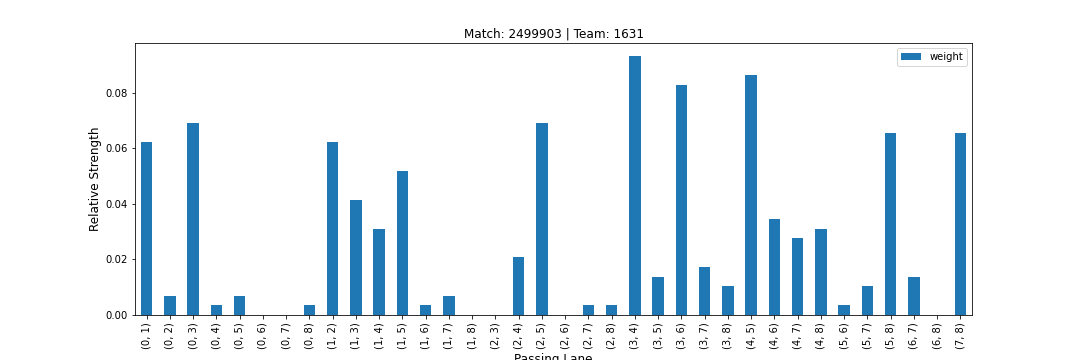 Match: 2499903 | Team: 1631
weight
Relative Strength
0.08
0.06
0.04
0.02
0.00
(0, 1) (0, 2) (0, 3) (0, 4) (0, 5) (0, 6) (0, 7) (0, 8) (1, 2) (1, 3) (1, 4) (1, 5) (1, 6) (1, 7) (1, 8) (2, 3) (2, 4) (2, 5) (2, 6) (2, 7) (2, 8) (3, 4) (3, 5) (3, 6) (3, 7) (3, 8) (4, 5) (4, 6) (4, 7) (4, 8) (5, 6) (5, 7) (5, 8) (6, 7) (6, 8) (7, 8)
Passing Lane